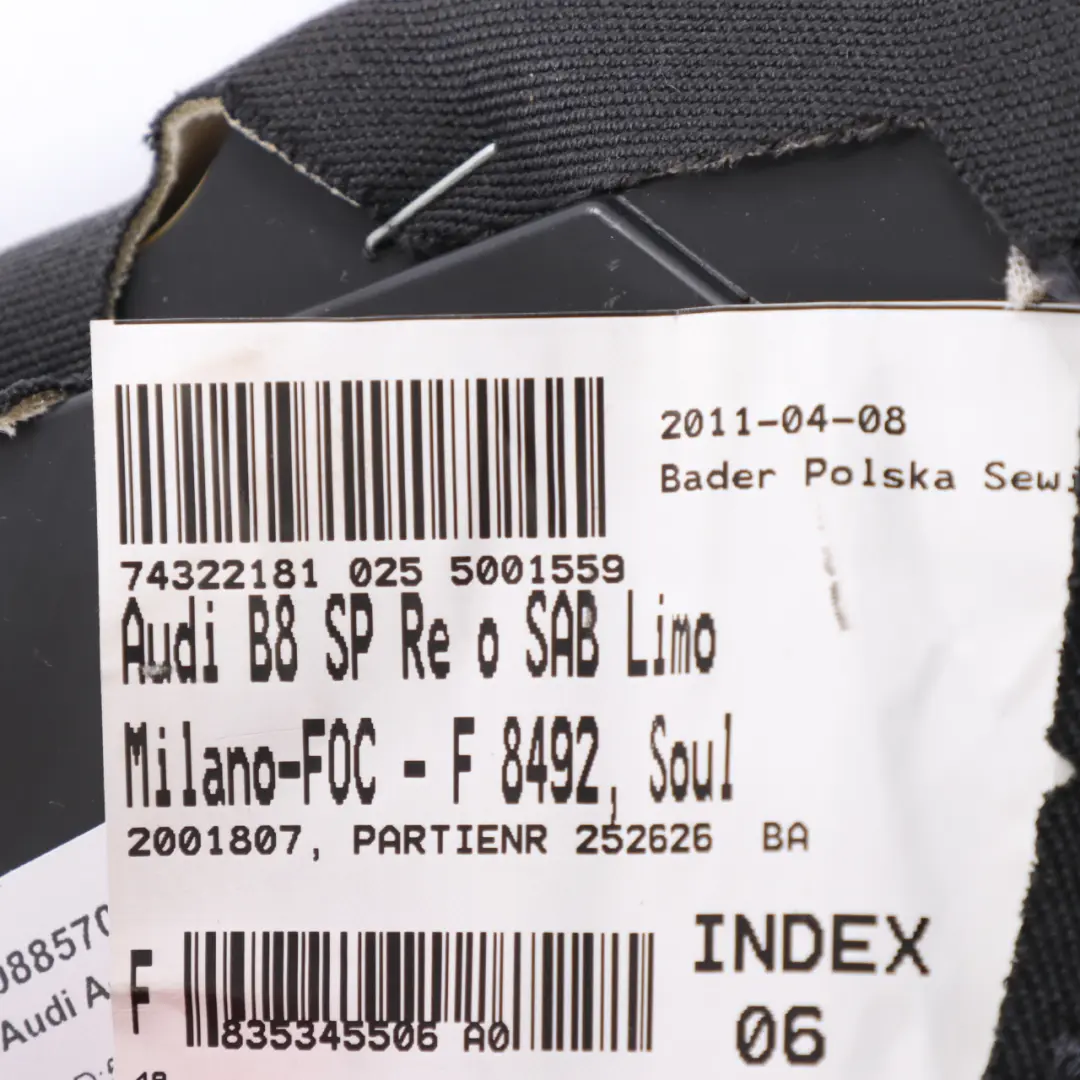 2011-04-08
Bader Polska
74322181 025 5001559
Audi B8 SP Re o SAB Limo
Milano-FOC - F 8492, Soul
2001807, PARTIENR 252626 BA
INDEX
06
F
835345506 A0
Audi